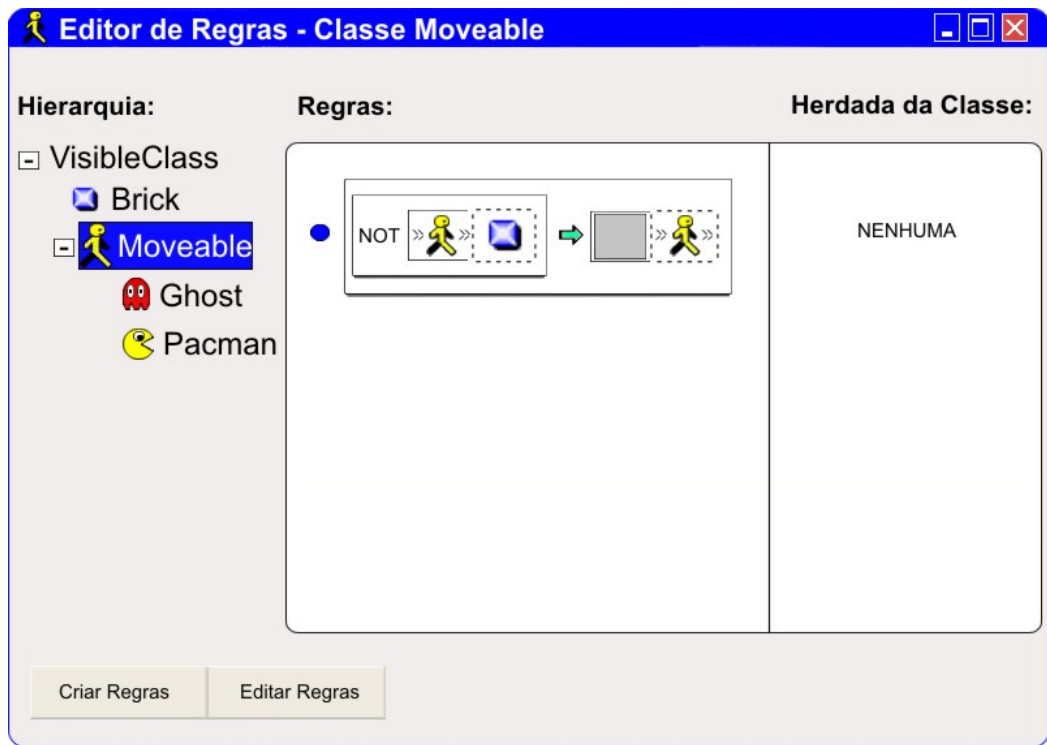 Editor de Regras - Classe Moveable
Hierarquia:
Regras:
Herdada da Classe:
VisibleClass
Brick
Moveable
Ghost
Pacman
NOT » » » » »
NENHUMA
Criar Regras
Editar Regras